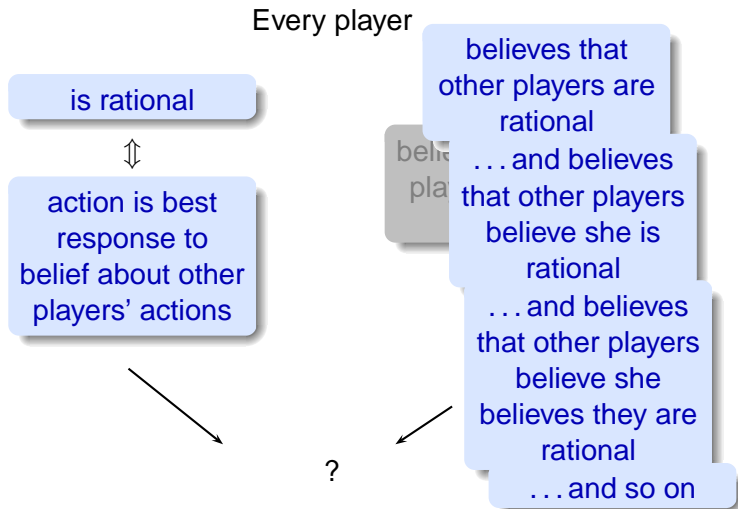 Every player
is rational
⇕
action is best
response to
belief about other
players’ actions
believes that
other players are
rational
. . . and believes
that other players
believe she is
rational
. . . and believes
that other players
believe she
believes they are
rational
. . . and so on
?